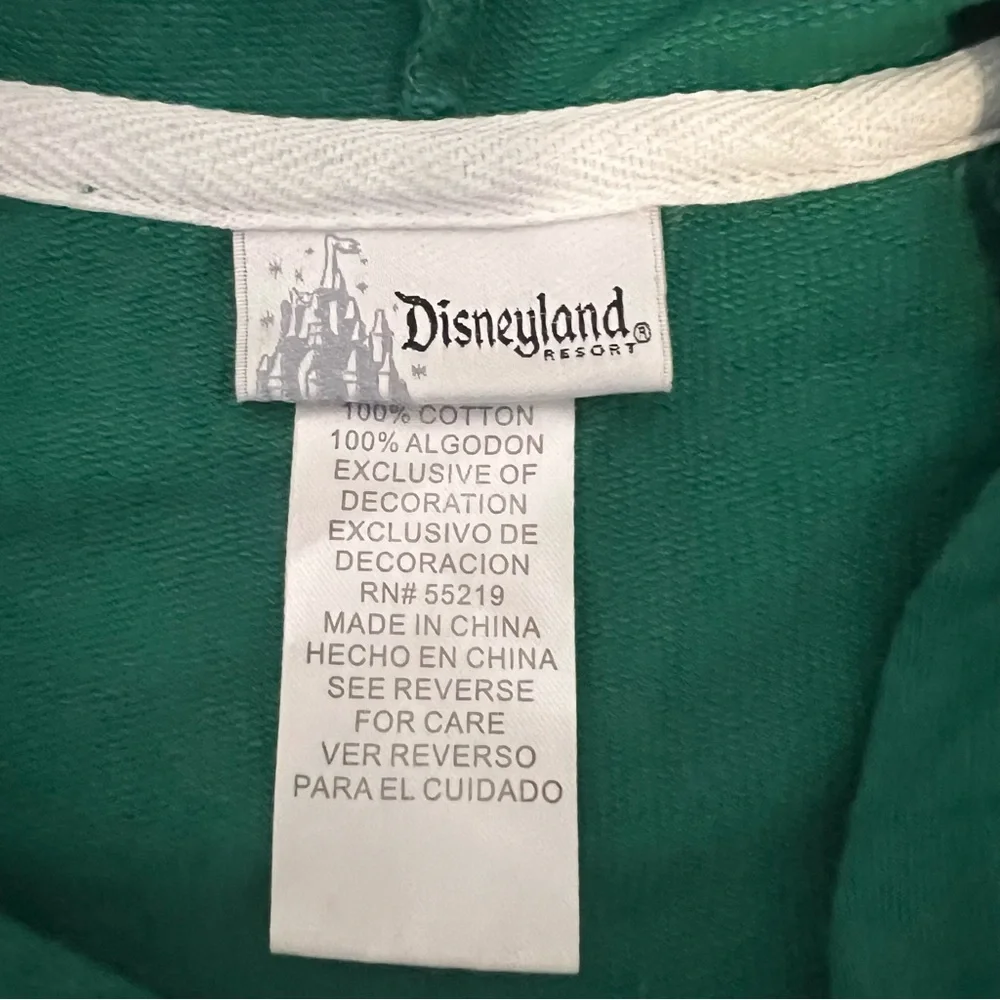 Disneyland®
RESORT
100% COTTON
100% ALGODON
EXCLUSIVE OF
DECORATION
EXCLUSIVO DE
DECORACION
RN# 55219
MADE IN CHINA
HECHO EN CHINA
SEE REVERSE
FOR CARE
VER REVERSO
PARA EL CUIDADO